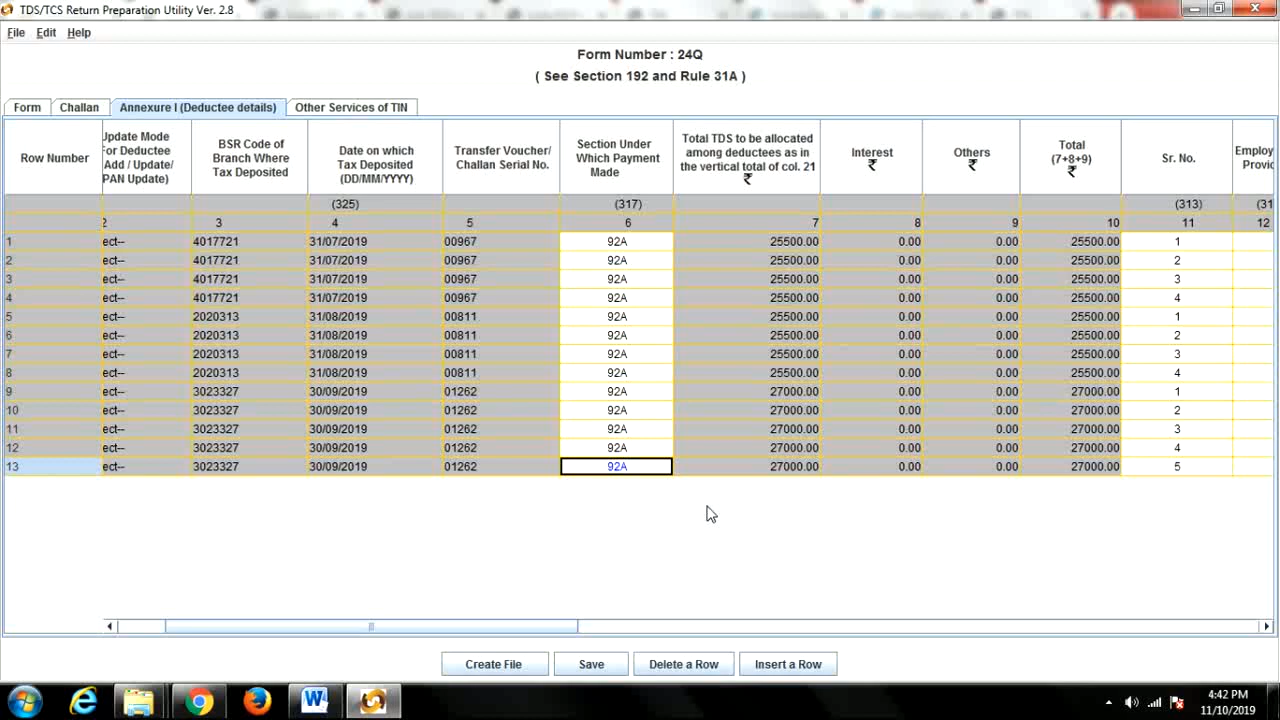 TDS/TCS Return Preparation Utility Ver. 2.8
File Edit Help
Form Number : 24Q
( See Section 192 and Rule 31A )
Form Challan Annexure I (Deductee details) Other Services of TIN
Row Number
Update Mode
For Deductee
Add / Update/
PAN Update)
BSR Code of
Branch Where
Tax Deposited
Date on which
Tax Deposited
(DD/MM/YYYY)
Transfer Voucher/
Challan Serial No.
Section Under
Which Payment
Made
Total TDS to be allocated
among deductees as in
the vertical total of col. 21
₹
Interest
₹
Others
₹
Total
(7+8+9)
₹
Sr. No.
Employ
Provic
(325) (317) (313) (31
2 3 4 5 6 7 8 9 10 11 12
1 ect-- 4017721 31/07/2019 00967 92A 25500.00 0.00 0.00 25500.00 1
2 ect-- 4017721 31/07/2019 00967 92A 25500.00 0.00 0.00 25500.00 2
3 ect-- 4017721 31/07/2019 00967 92A 25500.00 0.00 0.00 25500.00 3
4 ect-- 4017721 31/07/2019 00967 92A 25500.00 0.00 0.00 25500.00 4
5 ect-- 2020313 31/08/2019 00811 92A 25500.00 0.00 0.00 25500.00 1
6 ect-- 2020313 31/08/2019 00811 92A 25500.00 0.00 0.00 25500.00 2
7 ect-- 2020313 31/08/2019 00811 92A 25500.00 0.00 0.00 25500.00 3
8 ect-- 2020313 31/08/2019 00811 92A 25500.00 0.00 0.00 25500.00 4
9 ect-- 3023327 30/09/2019 01262 92A 27000.00 0.00 0.00 27000.00 1
10 ect-- 3023327 30/09/2019 01262 92A 27000.00 0.00 0.00 27000.00 2
11 ect-- 3023327 30/09/2019 01262 92A 27000.00 0.00 0.00 27000.00 3
12 ect-- 3023327 30/09/2019 01262 92A 27000.00 0.00 0.00 27000.00 4
13 ect-- 3023327 30/09/2019 01262 92A 27000.00 0.00 0.00 27000.00 5
Create File Save Delete a Row Insert a Row
4:42 PM
11/10/2019